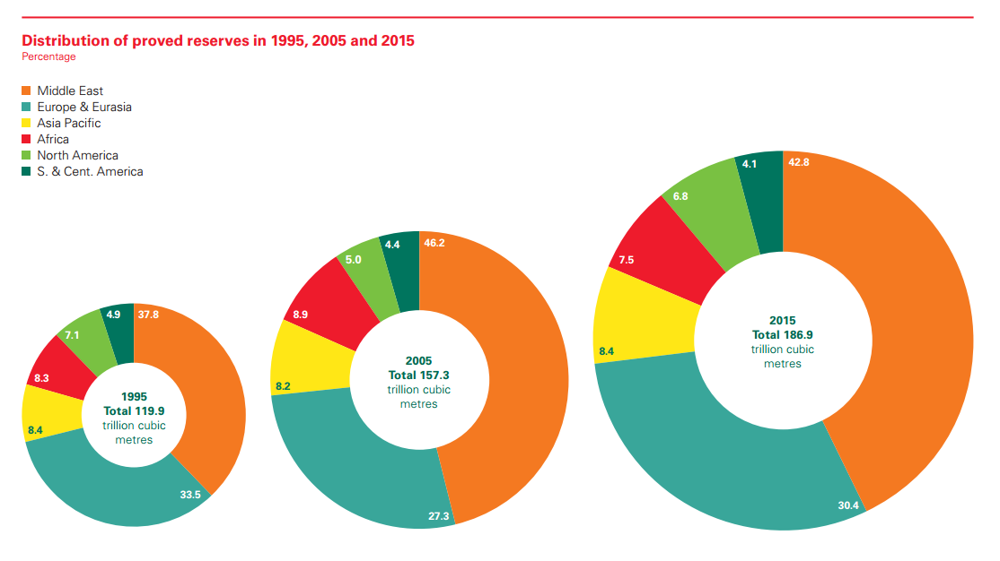 Distribution of proved reserves in 1995, 2005 and 2015
Percentage
Middle East
Europe & Eurasia
Asia Pacific
Africa
North America
S. & Cent. America
4.9
37.8
7.1
8.3
8.4
33.5
1995
Total 119.9
trillion cubic
metres
4.4
46.2
5.0
8.9
8.2
27.3
2005
Total 157.3
trillion cubic
metres
4.1
42.8
6.8
7.5
8.4
30.4
2015
Total 186.9
trillion cubic
metres